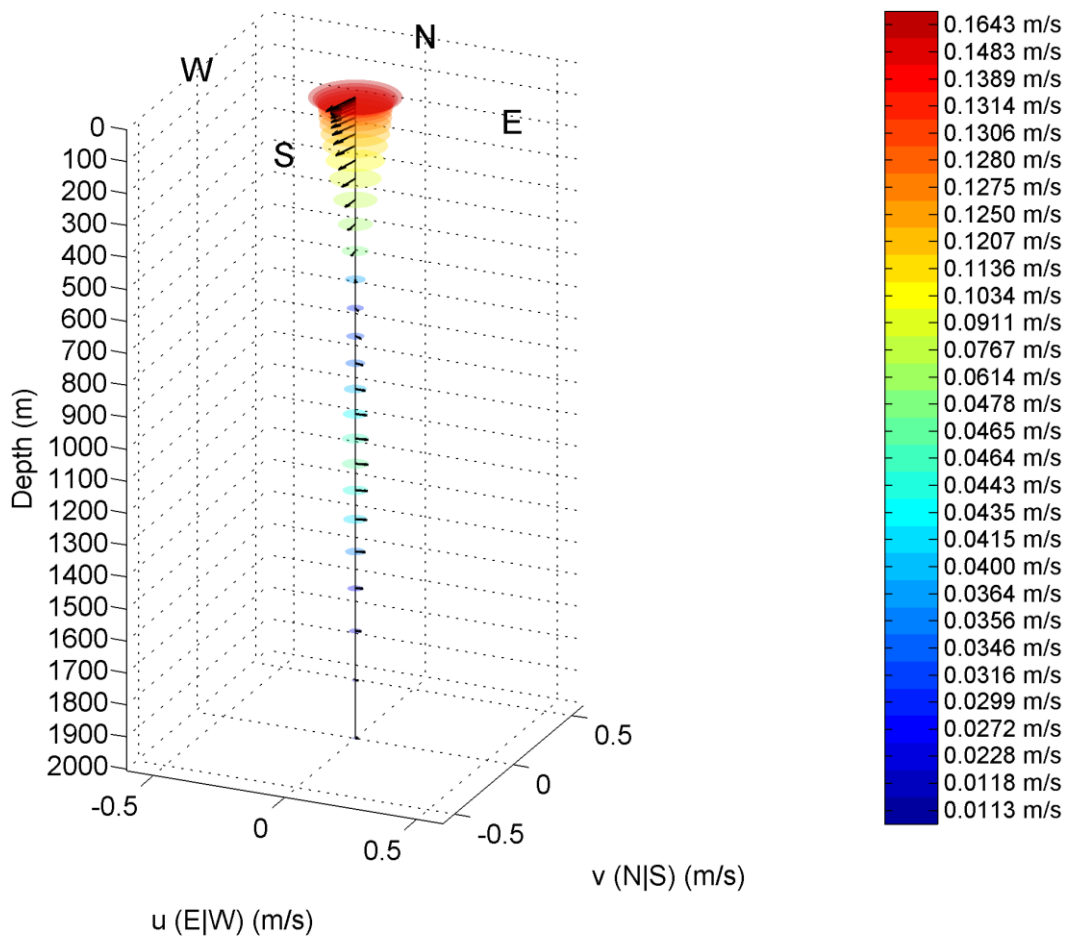 N
W
E
S
0
100
200
300
400
500
600
700
800
900
1000
1100
1200
1300
1400
1500
1600
1700
1800
1900
2000
Depth (m)
-0.5
0
0.5
u (E|W) (m/s)
-0.5
0
0.5
v (N|S) (m/s)
0.1643 m/s
0.1483 m/s
0.1389 m/s
0.1314 m/s
0.1306 m/s
0.1280 m/s
0.1275 m/s
0.1250 m/s
0.1207 m/s
0.1136 m/s
0.1034 m/s
0.0911 m/s
0.0767 m/s
0.0614 m/s
0.0478 m/s
0.0465 m/s
0.0464 m/s
0.0443 m/s
0.0435 m/s
0.0415 m/s
0.0400 m/s
0.0364 m/s
0.0356 m/s
0.0346 m/s
0.0316 m/s
0.0299 m/s
0.0272 m/s
0.0228 m/s
0.0118 m/s
0.0113 m/s